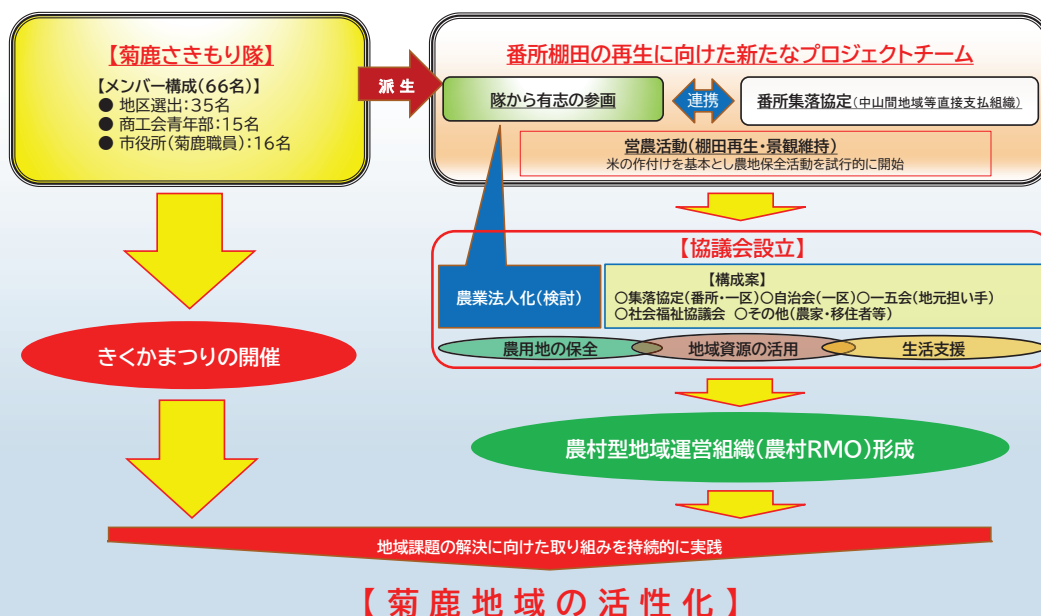 【菊鹿さきもり隊】
【メンバー構成(66名)】
● 地区選出:35名
● 商工会青年部:15名
● 市役所(菊鹿職員):16名
派生
番所棚田の再生に向けた新たなプロジェクトチーム
隊から有志の参画
連携
番所集落協定(中山間地域等直接支払組織)
営農活動(棚田再生・景観維持)
米の作付けを基本とし農地保全活動を試行的に開始
【協議会設立】
農業法人化(検討)
【構成案】
○集落協定(番所・一区)○自治会(一区)○一五会(地元担い手)
○社会福祉協議会 ○その他(農家・移住者等)
農用地の保全
地域資源の活用
生活支援
きくかまつりの開催
農村型地域運営組織(農村RMO)形成
地域課題の解決に向けた取り組みを持続的に実践
【菊鹿地域の活性化】